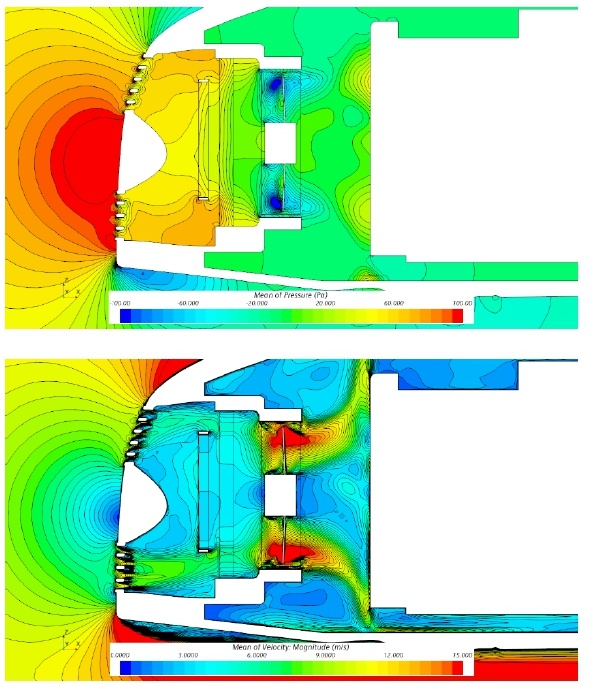 Mean of Pressure (Pa)
-100.00 -60.000 -20.000 20.000 60.000 100.00
Mean of Velocity: Magnitude (m/s)
0.0000 3.0000 6.0000 9.0000 12.000 15.000